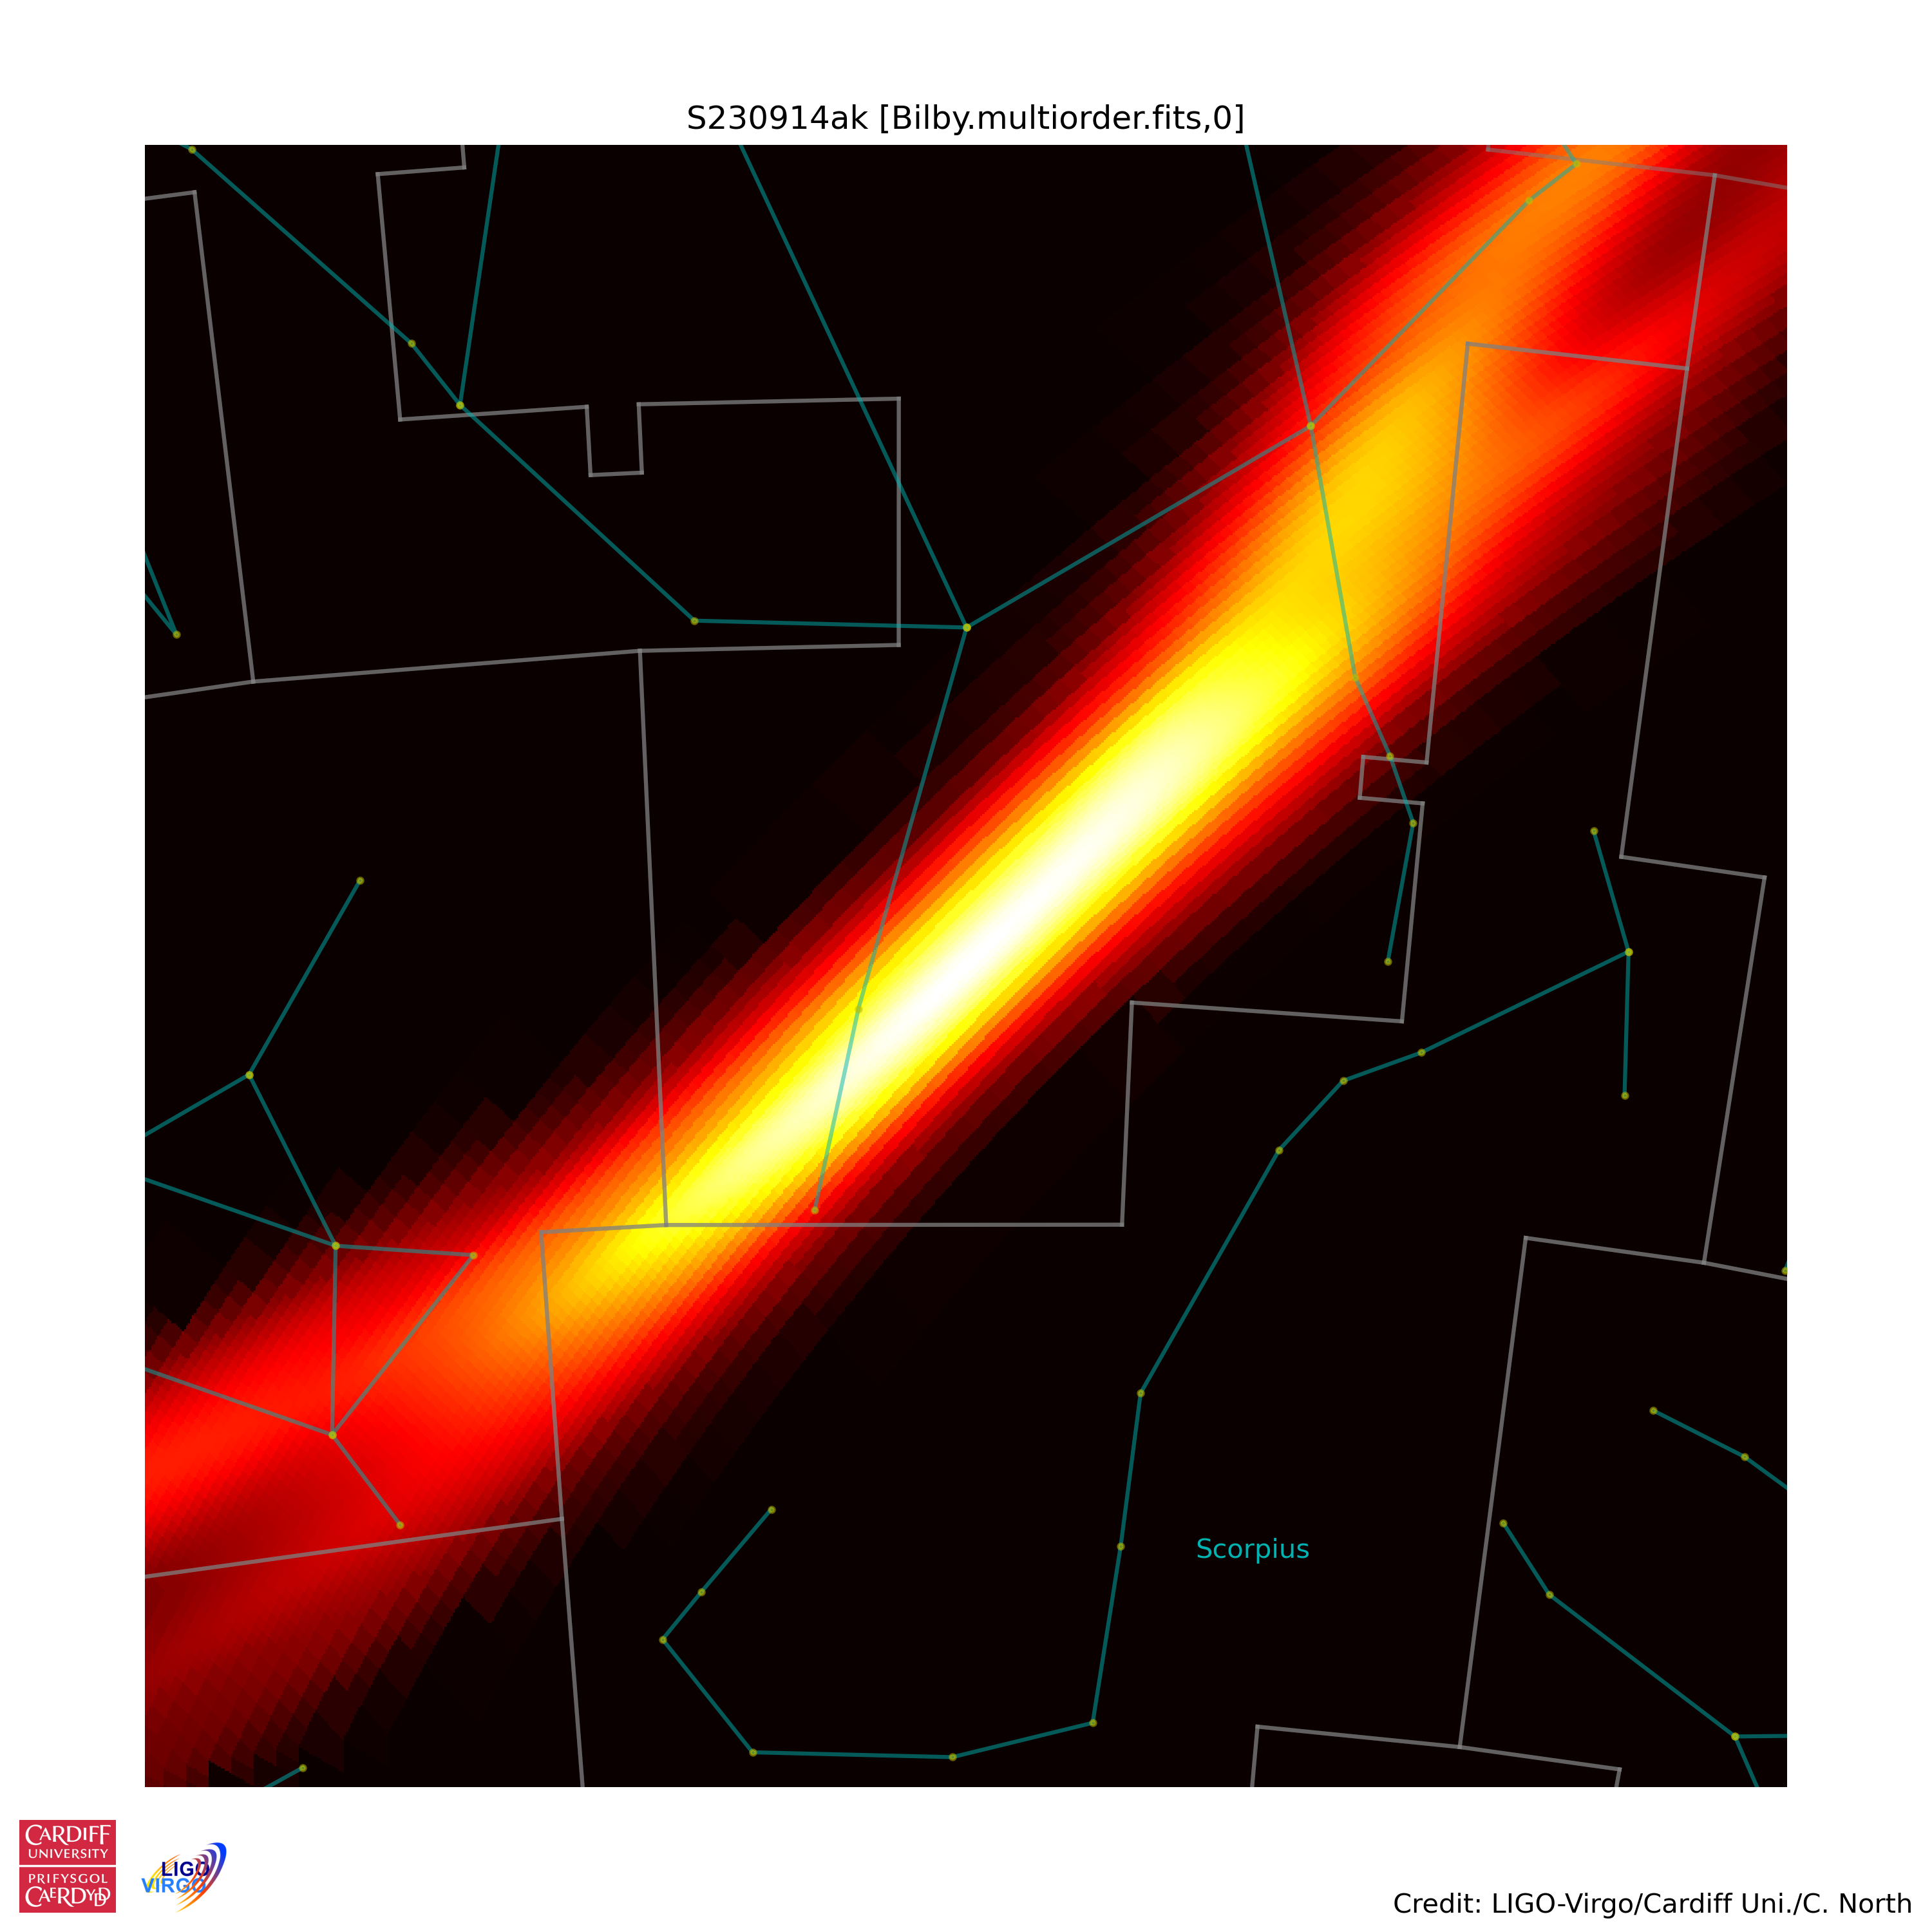 S230914ak [Bilby.multiorder.fits,0]
Scorpius
CARDIFF
UNIVERSITY
PRIFYSGOL
CAERDYDD
LIGO
VIRGO
Credit: LIGO-Virgo/Cardiff Uni./C. North